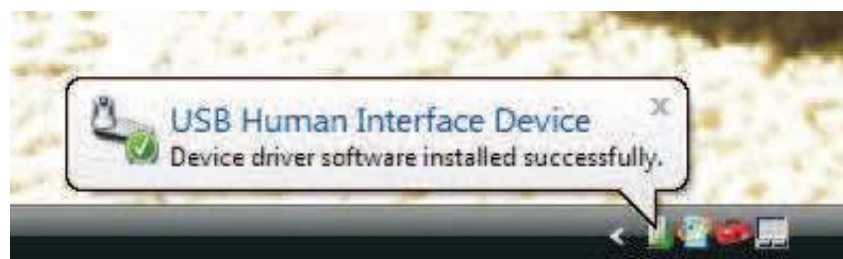 USB Human Interface Device
Device driver software installed successfully.